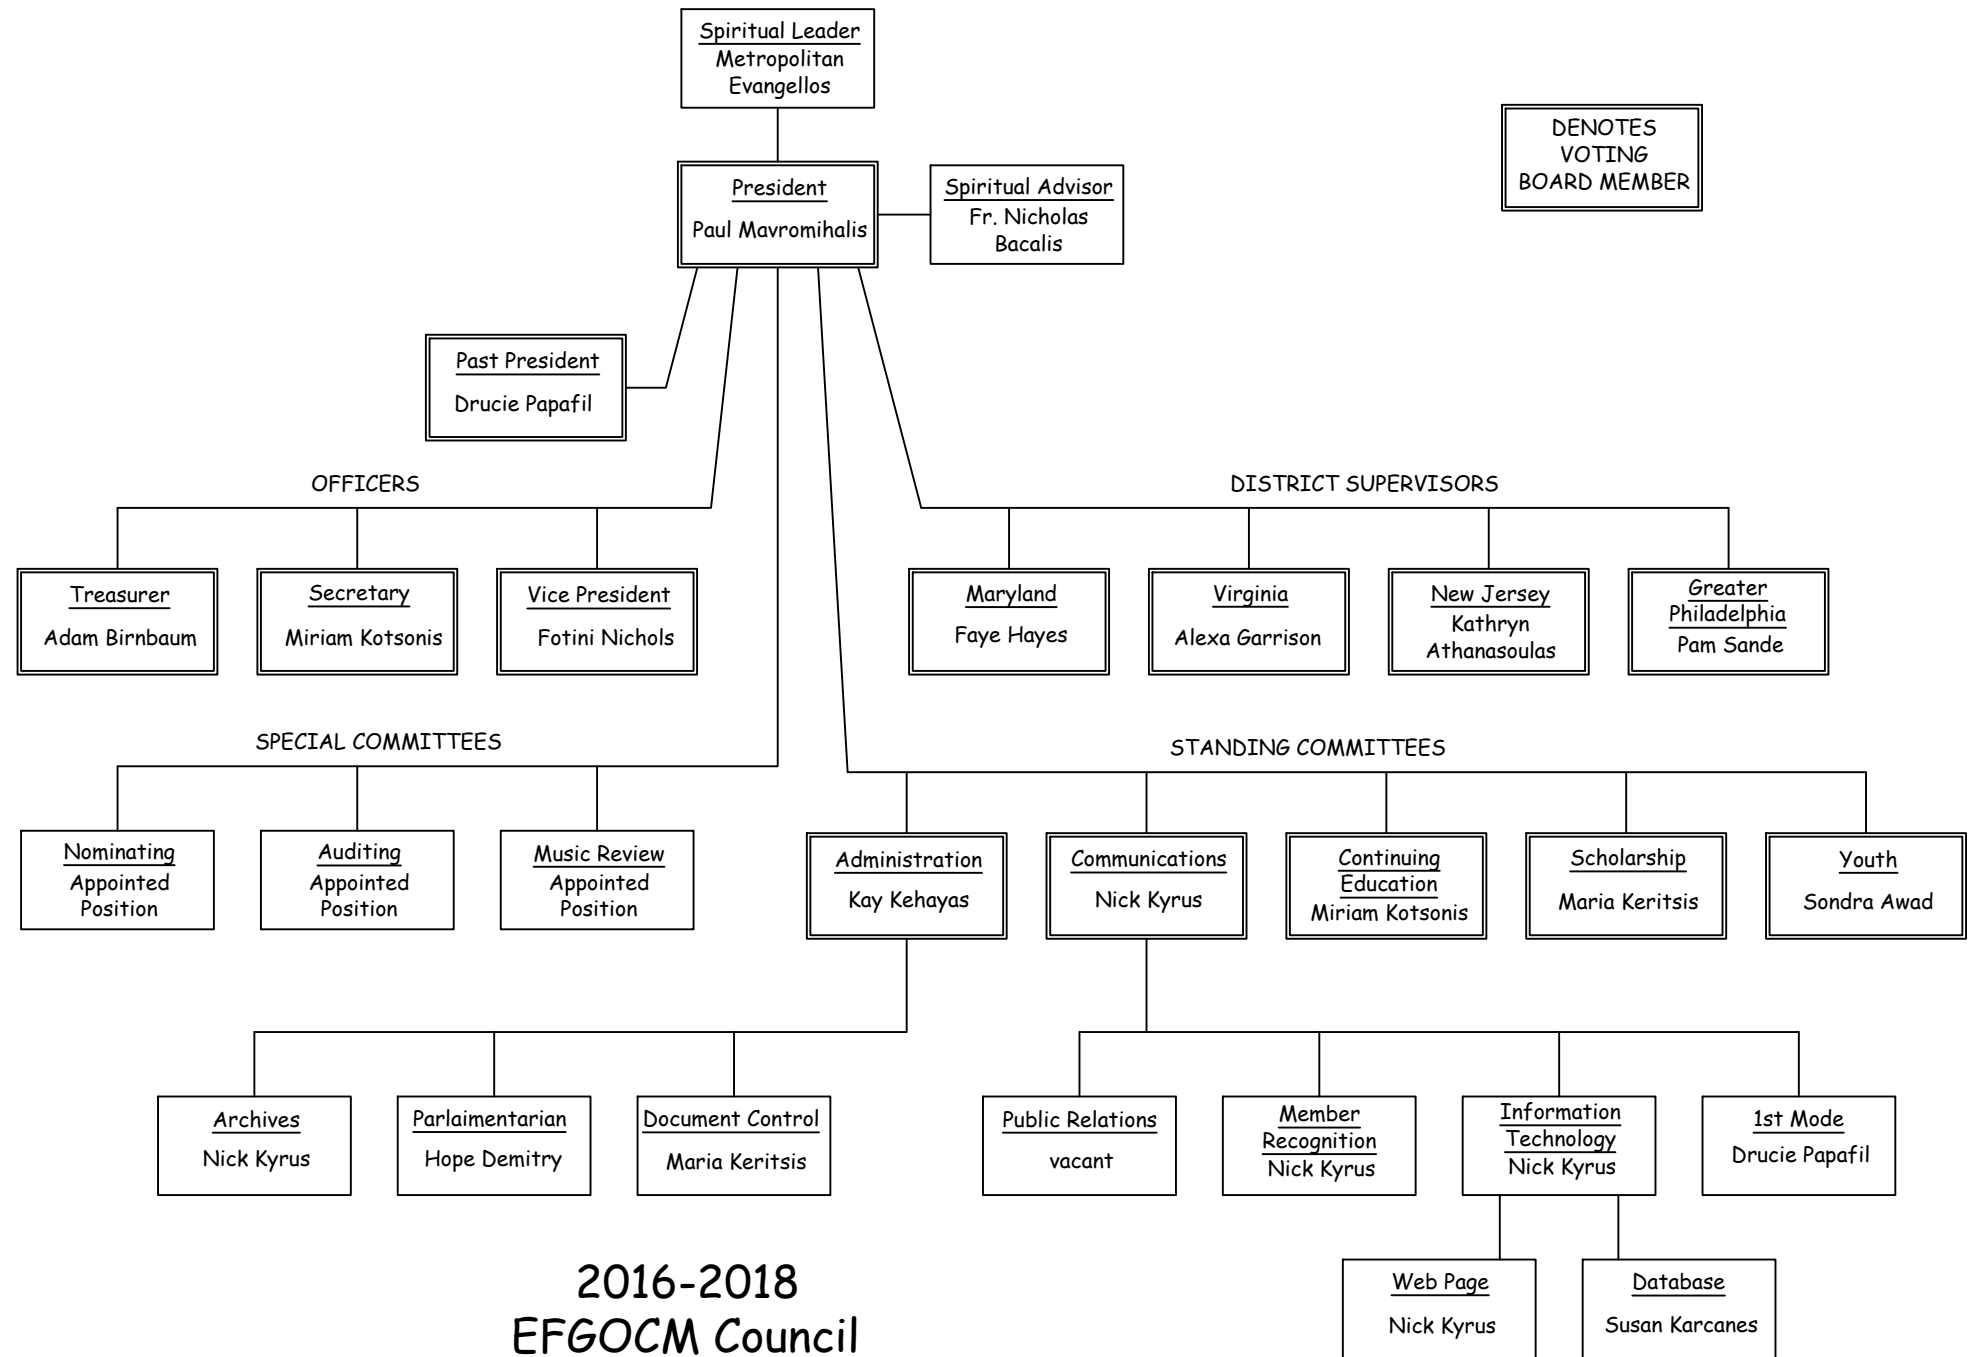 Spiritual Leader
Metropolitan
Evangellos
DENOTES
VOTING
BOARD MEMBER
President
Paul Mavromihalis
Spiritual Advisor
Fr. Nicholas
Bacalis
Past President
Drucie Papafil
OFFICERS
DISTRICT SUPERVISORS
Treasurer
Adam Birnbaum
Secretary
Miriam Kotsonis
Vice President
Fotini Nichols
Maryland
Faye Hayes
Virginia
Alexa Garrison
New Jersey
Kathryn
Athanasoulas
Greater
Philadelphia
Pam Sande
SPECIAL COMMITTEES
STANDING COMMITTEES
Nominating
Appointed
Position
Auditing
Appointed
Position
Music Review
Appointed
Position
Administration
Kay Kehayas
Communications
Nick Kyrus
Continuing
Education
Miriam Kotsonis
Scholarship
Maria Keritsis
Youth
Sondra Awad
Archives
Nick Kyrus
Parlaimentarian
Hope Demitry
Document Control
Maria Keritsis
Public Relations
vacant
Member
Recognition
Nick Kyrus
Information
Technology
Nick Kyrus
1st Mode
Drucie Papafil
Web Page
Nick Kyrus
Database
Susan Karcanes
2016-2018
EFGOCM Council